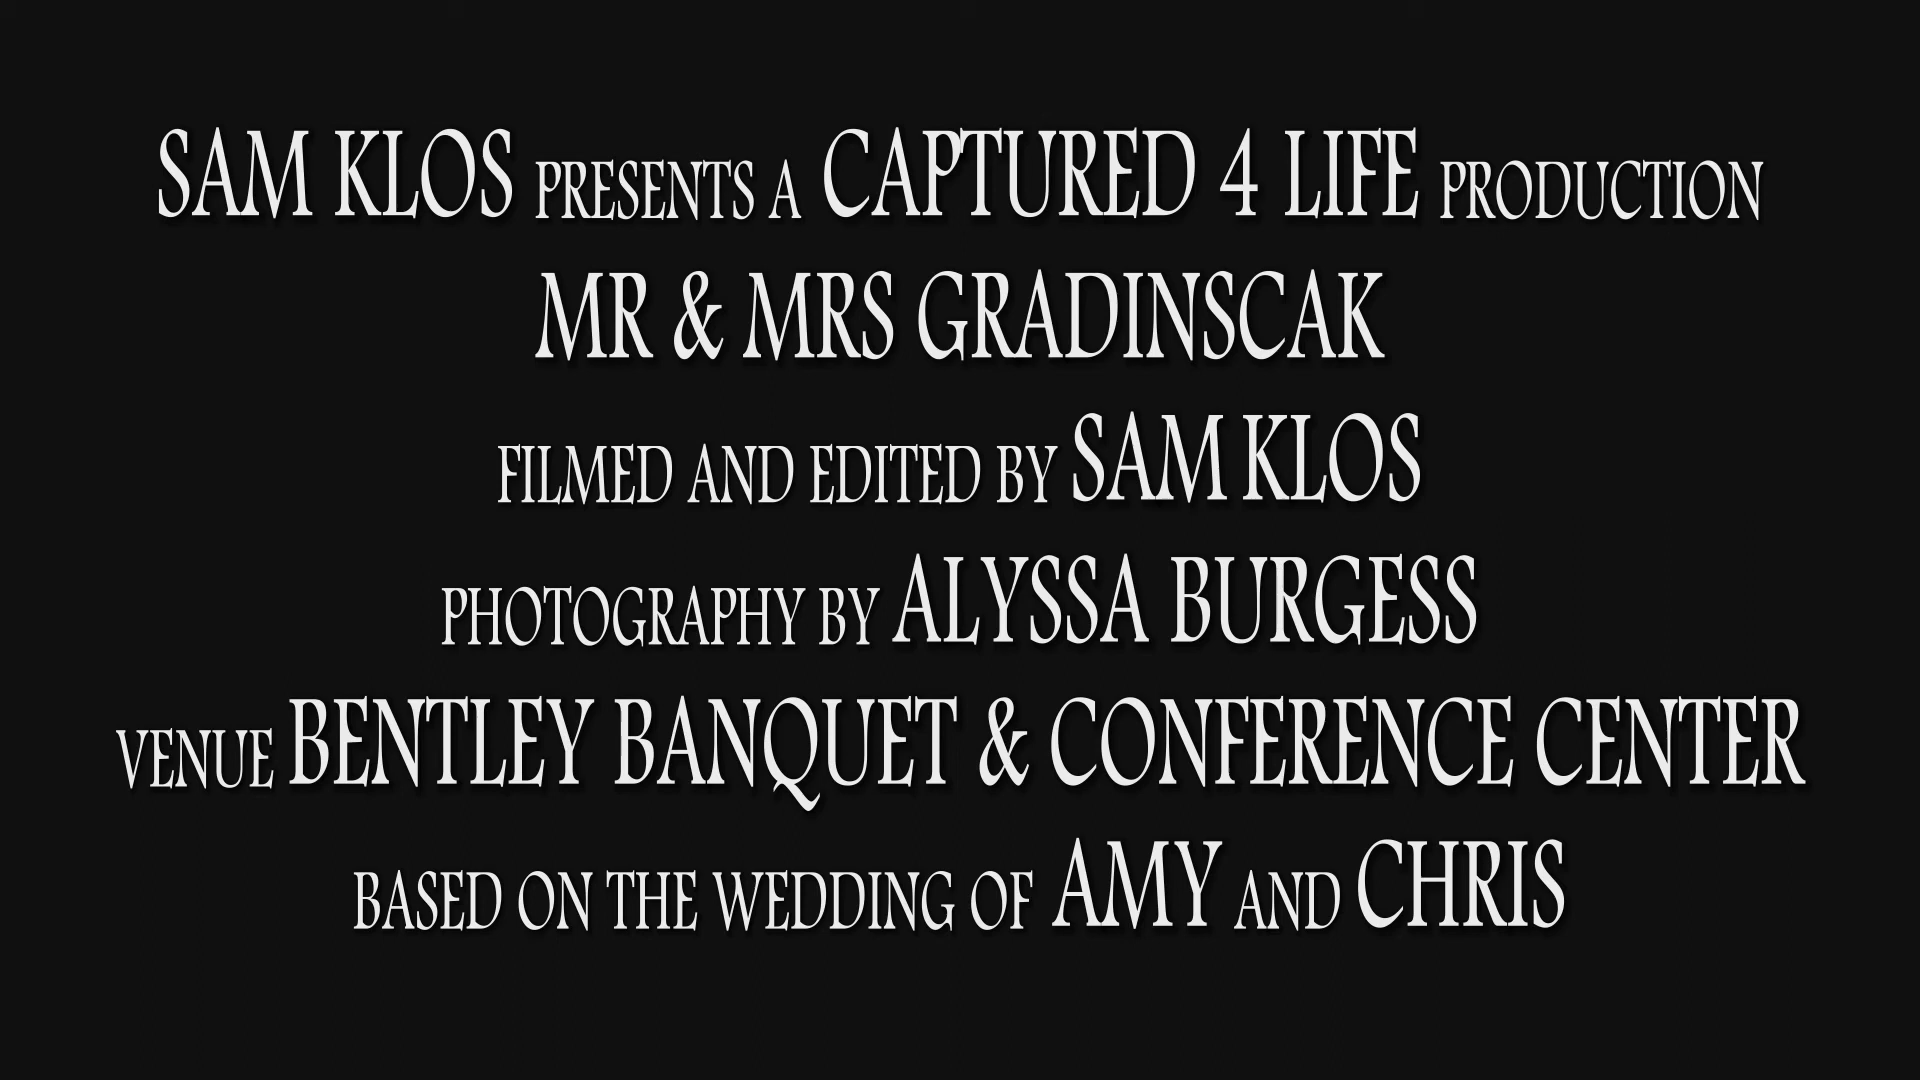 SAM KLOS PRESENTS A CAPTURED 4 LIFE PRODUCTION
MR & MRS GRADINSCAK
FILMED AND EDITED BY SAM KLOS
PHOTOGRAPHY BY ALYSSA BURGESS
VENUE BENTLEY BANQUET & CONFERENCE CENTER
BASED ON THE WEDDING OF AMY AND CHRIS